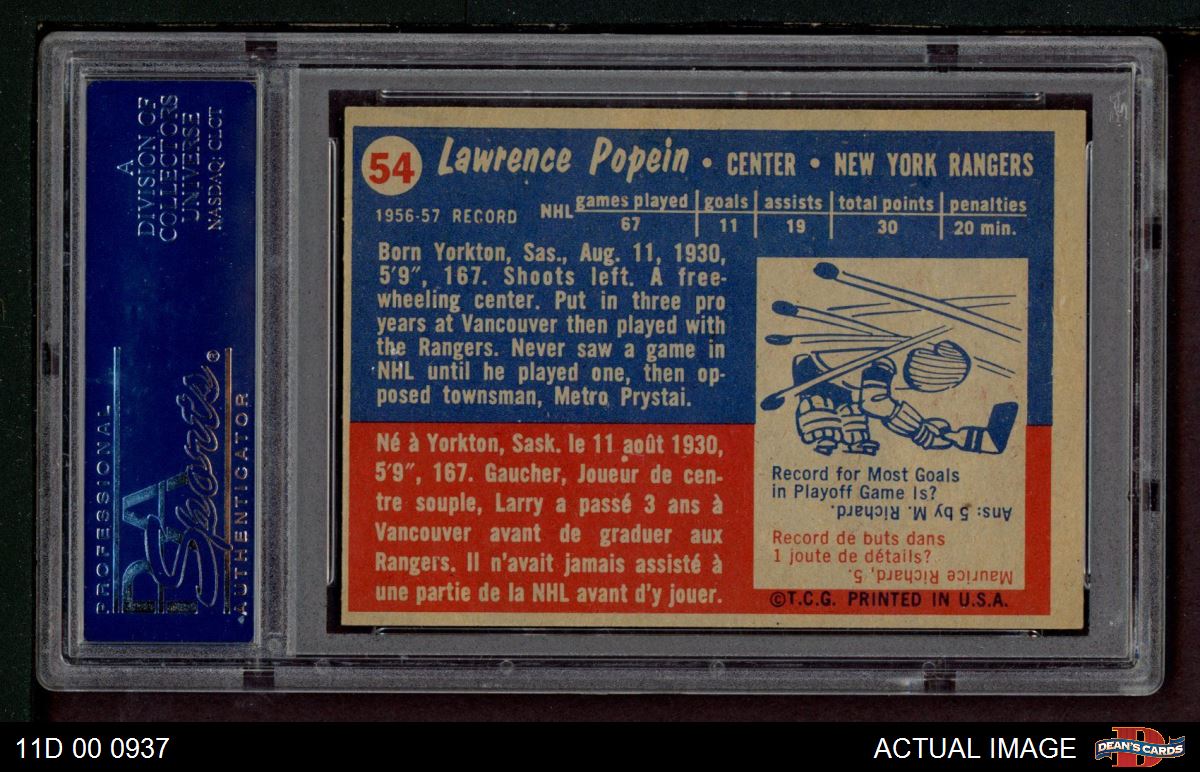 A
DIVISION OF
COLLECTORS
UNIVERSE
NASDAQ: CLCT
PROFESSIONAL
PSA
Sports®
AUTHENTICATOR
54 Lawrence Popein • CENTER • NEW YORK RANGERS
1956-57 RECORD NHL games played goals assists total points penalties
67 11 19 30 20 min.
Born Yorkton, Sas., Aug. 11, 1930,
5'9", 167. Shoots left. A free-
wheeling center. Put in three pro
years at Vancouver then played with
the Rangers. Never saw a game in
NHL until he played one, then op-
posed townsman, Metro Prystai.
Né à Yorkton, Sask. le 11 août 1930,
5'9", 167. Gaucher, Joueur de cen-
tre souple, Larry a passé 3 ans à
Vancouver avant de graduer aux
Rangers. Il n'avait jamais assisté à
une partie de la NHL avant d'y jouer.
Record for Most Goals
in Playoff Game Is?
Ans: 5 by M. Richard.
Record de buts dans
1 joute de détails?
Maurice Richard, 5.
©T.C.G. PRINTED IN U.S.A.
11D 00 0937
ACTUAL IMAGE
D
DEAN'S CARDS